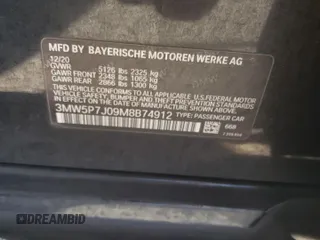 MFD BY BAYERISCHE MOTOREN WERKE AG
12/20
GVWR 5126 lbs 2325 kg
GAWR FRONT 2348 lbs 1065 kg
GAWR REAR 2866 lbs 1300 kg
THIS VEHICLE CONFORMS TO ALL APPLICABLE
U.S. FEDERAL MOTOR VEHICLE SAFETY, BUMPER, AND
THEFT PREVENTION STANDARDS IN EFFECT ON THE
DATE OF MANUFACTURE SHOWN ABOVE.
3MW5P7J09M8B74912
TYPE: PASSENGER CAR
668
DREAMBID